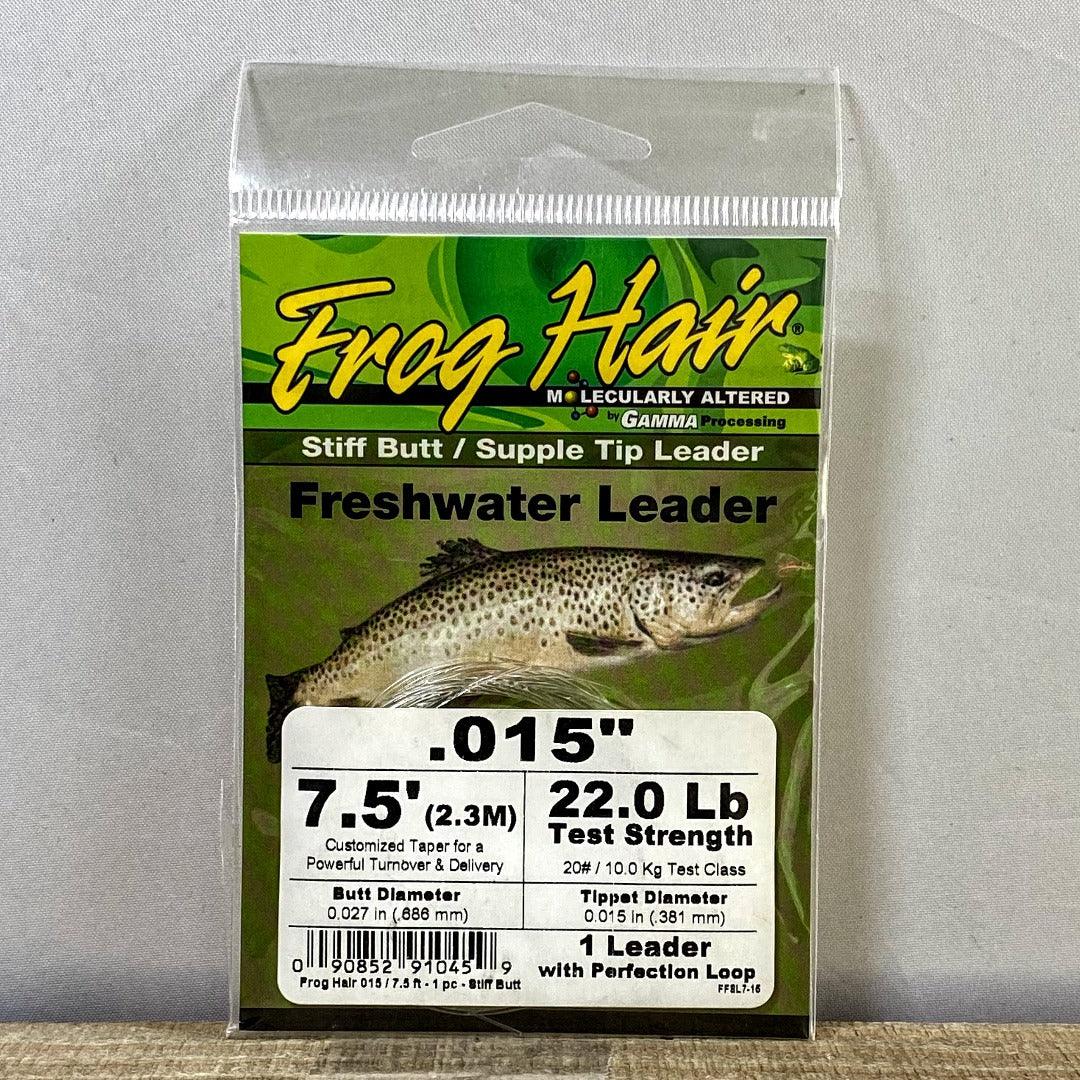 Frog Hair®
MOLECULARLY ALTERED
by GAMMA Processing
Stiff Butt / Supple Tip Leader
Freshwater Leader
.015"
7.5' (2.3M)
Customized Taper for a
Powerful Turnover & Delivery
22.0 Lb
Test Strength
20# / 10.0 Kg Test Class
Butt Diameter
0.027 in (.686 mm)
Tippet Diameter
0.015 in (.381 mm)
0 90852 91045 9
Frog Hair 015 / 7.5 ft - 1 pc - Stiff Butt
1 Leader
with Perfection Loop